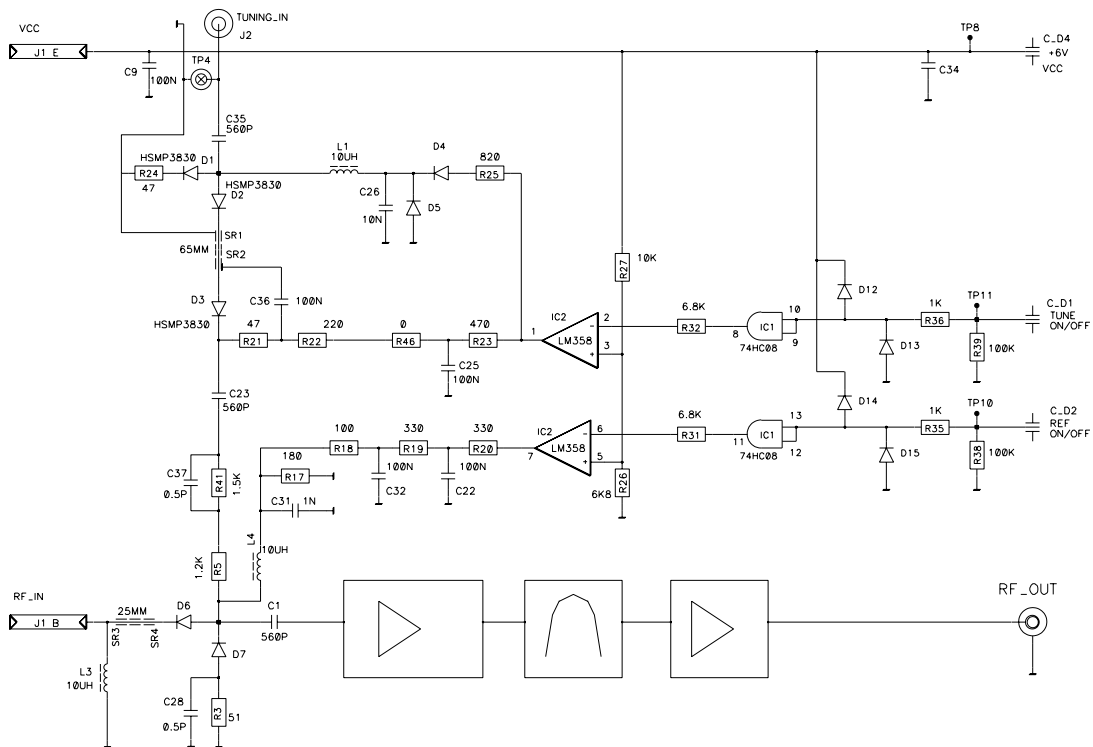 VCC
J1 E
TUNING_IN
J2
TP4
C9
100N
TP8
C_D4
+6V
VCC
C34
C35
560P
HSMP3830
D1
R24
47
HSMP3830
D2
L1
10UH
D4
820
R25
C26
10N
D5
SR1
65MM
SR2
D3
HSMP3830
C36
100N
47
R21
220
R22
0
R46
470
R23
C25
100N
IC2
1
LM358
2
3
R27
10K
6.8K
R32
8
IC1
74HC08
10
9
D12
D13
1K
R36
TP11
R39
100K
C_D1
TUNE
ON/OFF
C23
560P
IC2
7
LM358
6
5
6.8K
R31
11
IC1
74HC08
13
12
D14
D15
1K
R35
TP10
R38
100K
C_D2
REF
ON/OFF
100
R18
330
R19
330
R20
100N
C32
100N
C22
R26
6K8
180
R17
C31
1N
C37
0.5P
R41
1.5K
L4
10UH
1.2K
R5
RF_IN
J1 B
25MM
SR3
SR4
D6
C1
560P
D7
L3
10UH
C28
0.5P
R3
51
RF_OUT